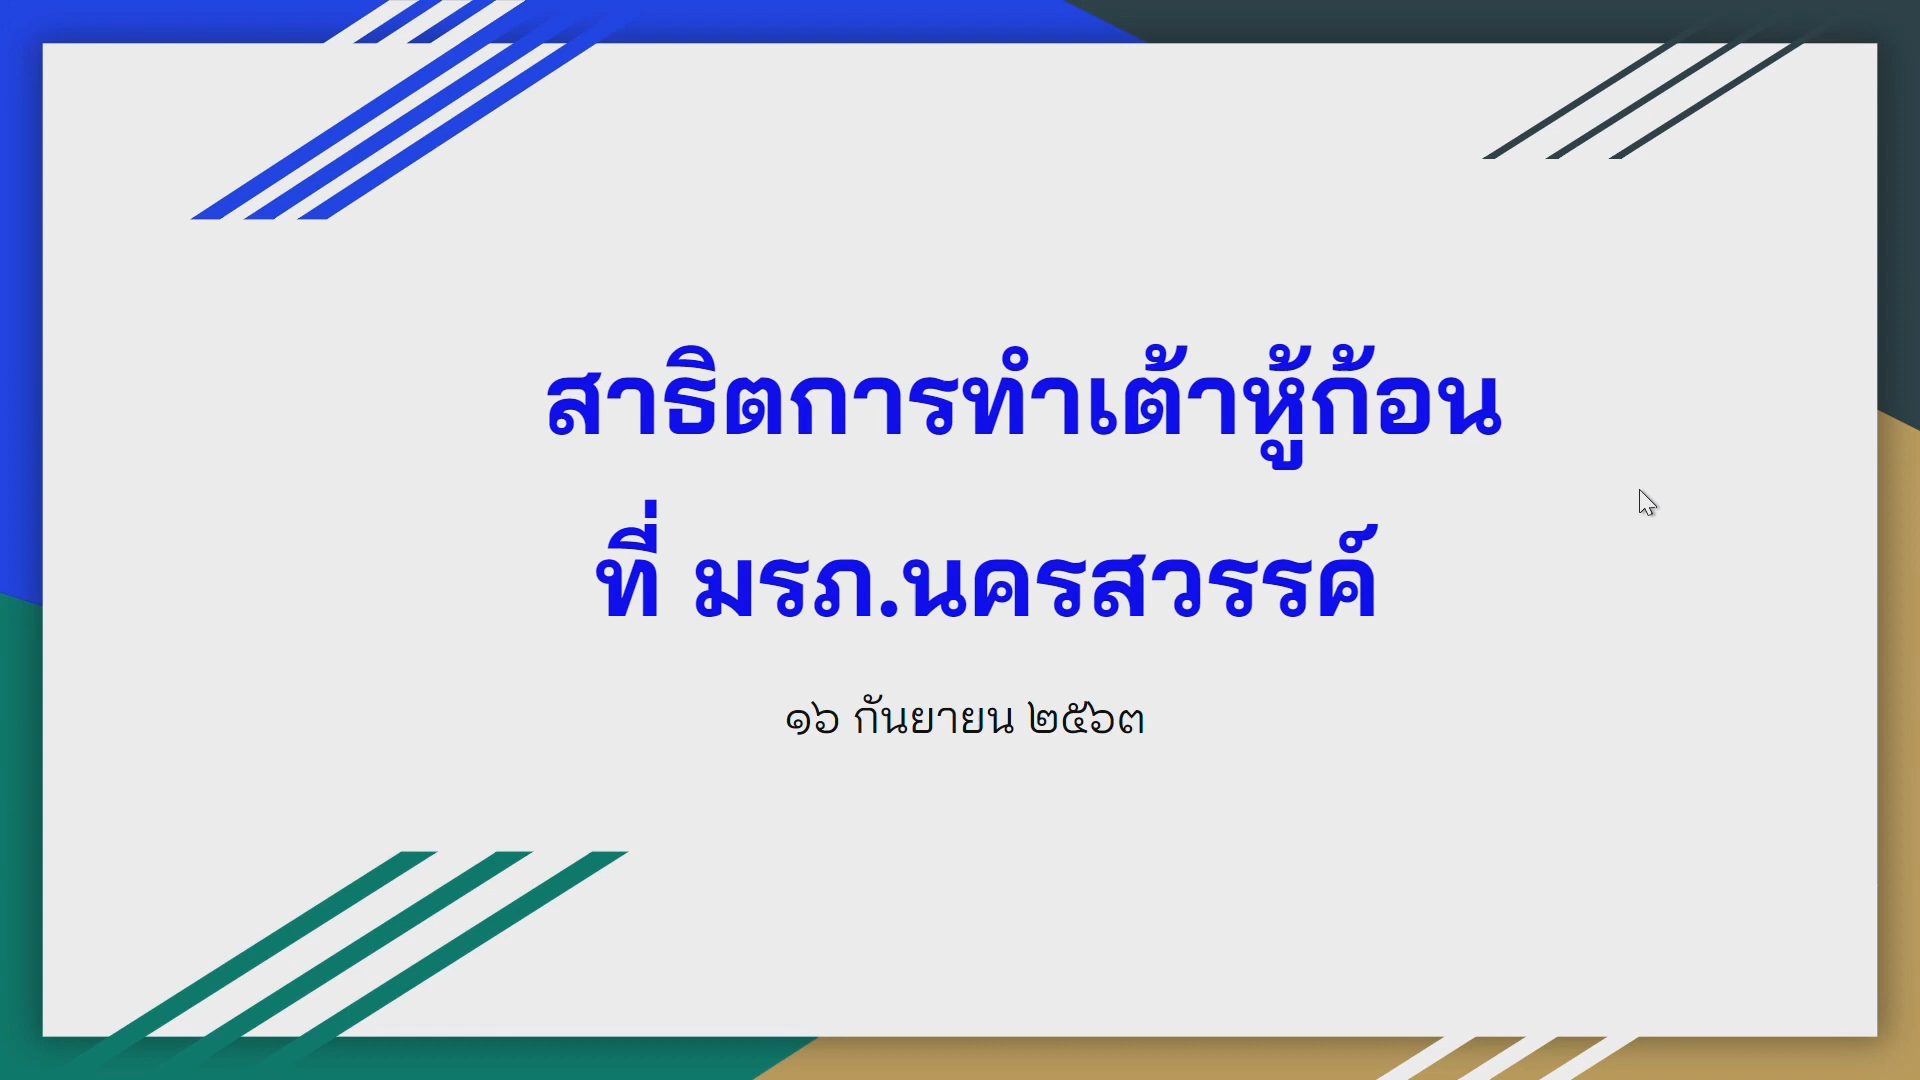 สาธิตการทำเต้าหู้ก้อน
ที่ มรภ.นครสวรรค์
๑๖ กันยายน ๒๕๖๓